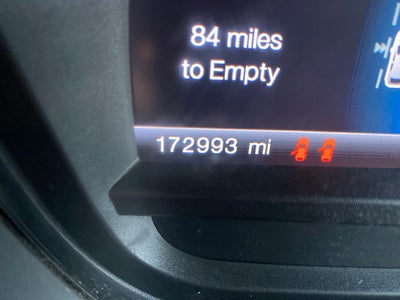 84 miles
to Empty
172993 mi